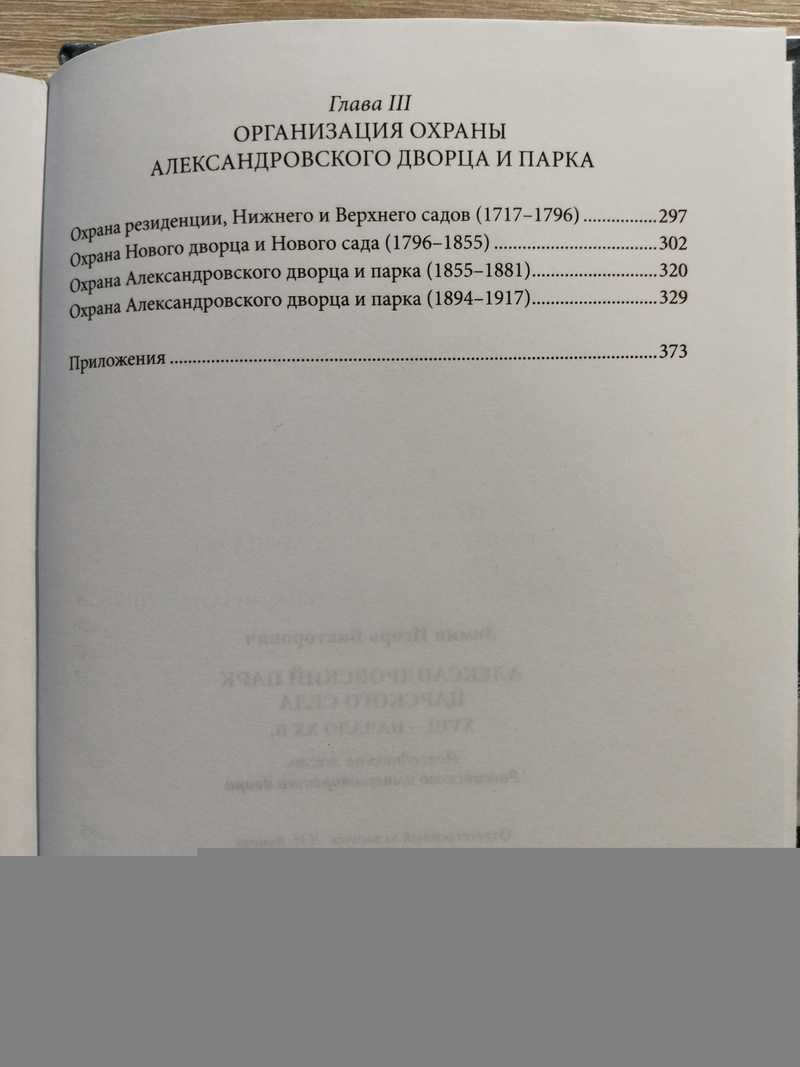 Глава III
ОРГАНИЗАЦИЯ ОХРАНЫ
АЛЕКСАНДРОВСКОГО ДВОРЦА И ПАРКА
Охрана резиденции, Нижнего и Верхнего садов (1717–1796) ............... 297
Охрана Нового дворца и Нового сада (1796–1855) ................................. 302
Охрана Александровского дворца и парка (1855–1881) ......................... 320
Охрана Александровского дворца и парка (1894–1917) ......................... 329
Приложения .................................................................................................. 373